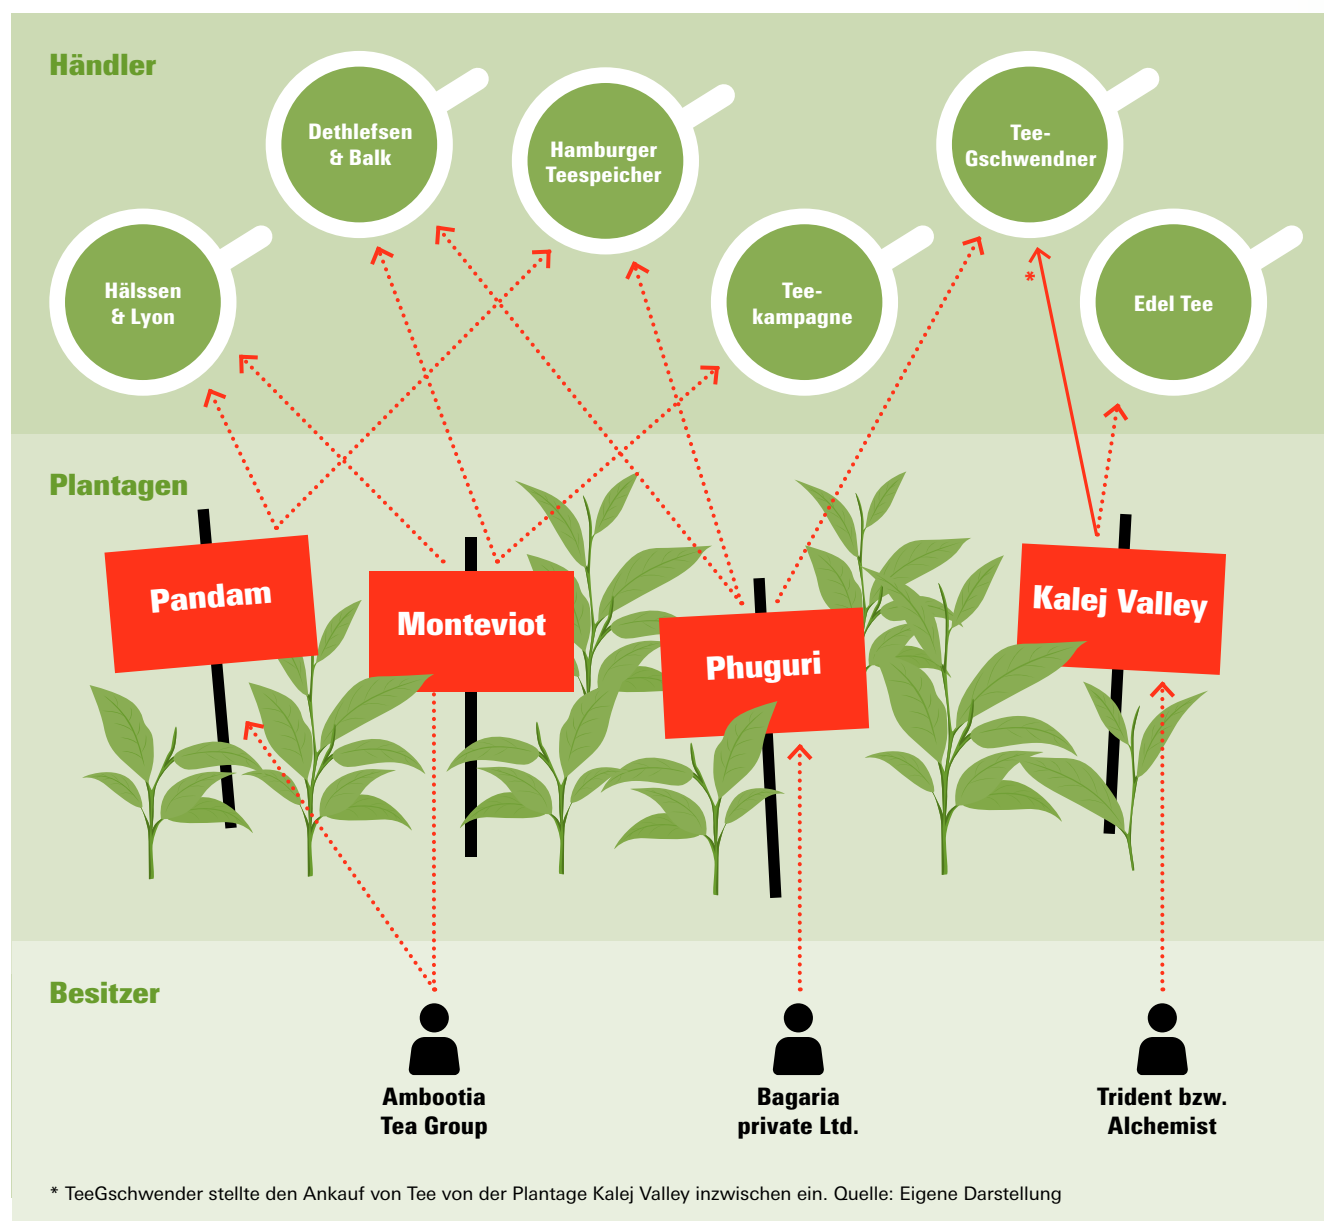 Händler
Dethlefsen
& Balk
Hamburger
Teespeicher
Tee-
Gschwendner
Hälssen
& Lyon
Tee-
kampagne
Edel Tee
*
Plantagen
Pandam
Monteviot
Phuguri
Kalej Valley
Besitzer
Ambootia
Tea Group
Bagaria
private Ltd.
Trident bzw.
Alchemist
* TeeGschwender stellte den Ankauf von Tee von der Plantage Kalej Valley inzwischen ein. Quelle: Eigene Darstellung